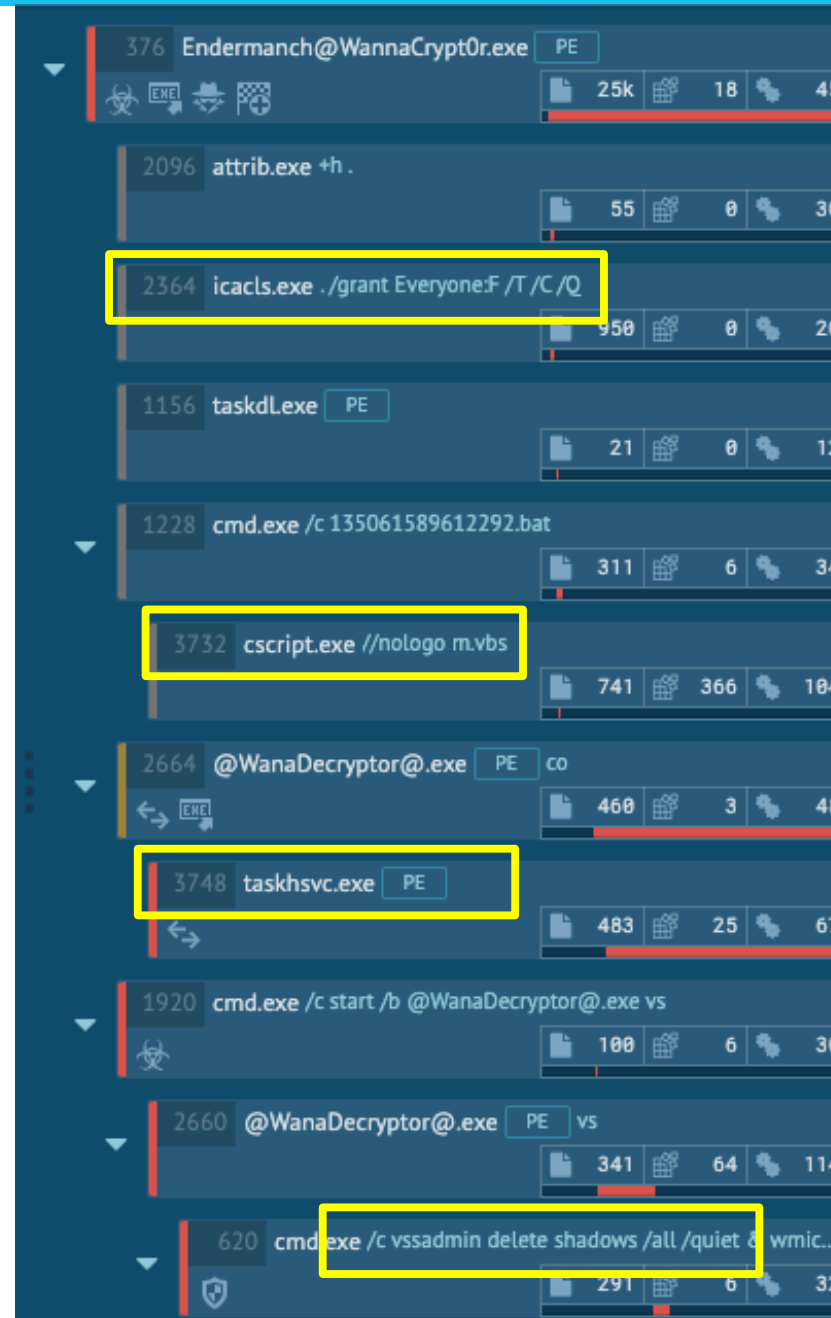 376 Endermanch@WannaCrypt0r.exe PE
EXE 25k 18
2096 attrib.exe +h .
55 0
2364 icacls.exe . /grant Everyone:F /T /C /Q
950 0
1156 taskdl.exe PE
21 0
1228 cmd.exe /c 135061589612292.bat
311 6
3732 cscript.exe //nologo m.vbs
741 366
2664 @WanaDecryptor@.exe PE co
EXE 460 3
3748 taskhsvc.exe PE
483 25
1920 cmd.exe /c start /b @WanaDecryptor@.exe vs
100 6
2660 @WanaDecryptor@.exe PE vs
341 64
620 cmd.exe /c vssadmin delete shadows /all /quiet & wmic...
291 6